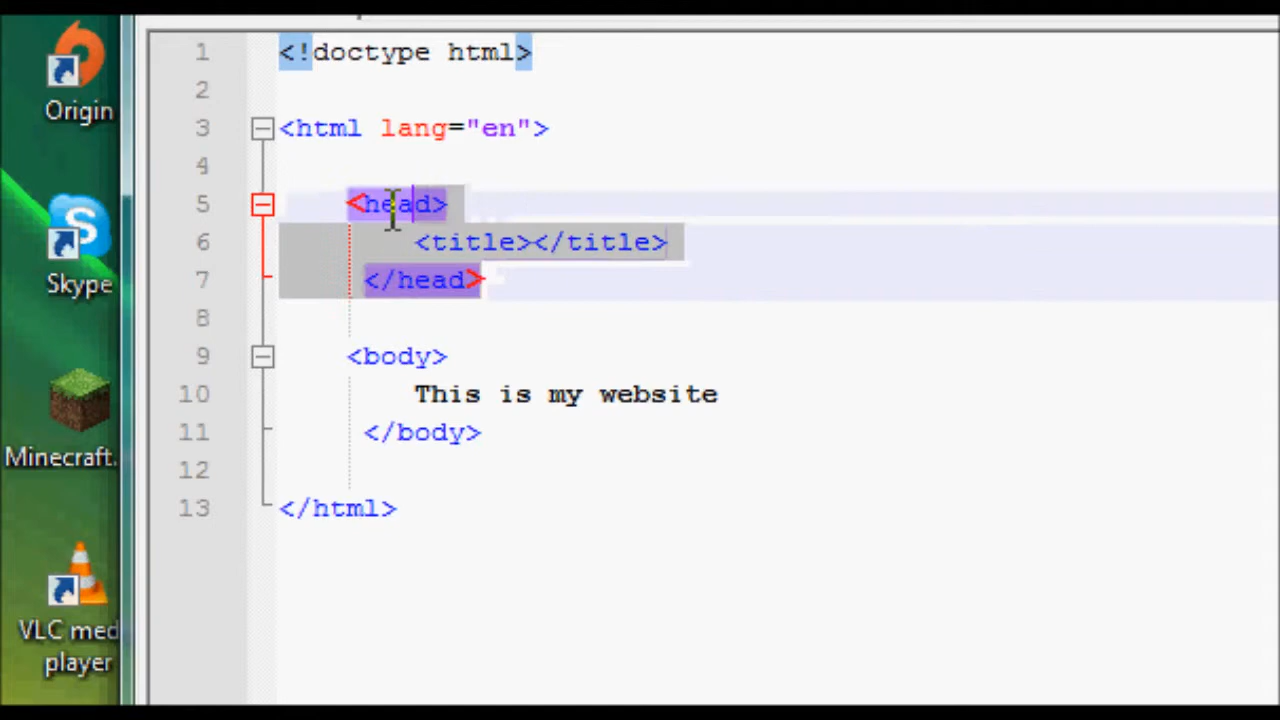 Origin
Skype
Minecraft.
VLC med
player
1 <!doctype html>
2
3 <html lang="en">
4
5 <head>
6 <title></title>
7 </head>
8
9 <body>
10 This is my website
11 </body>
12
13 </html>